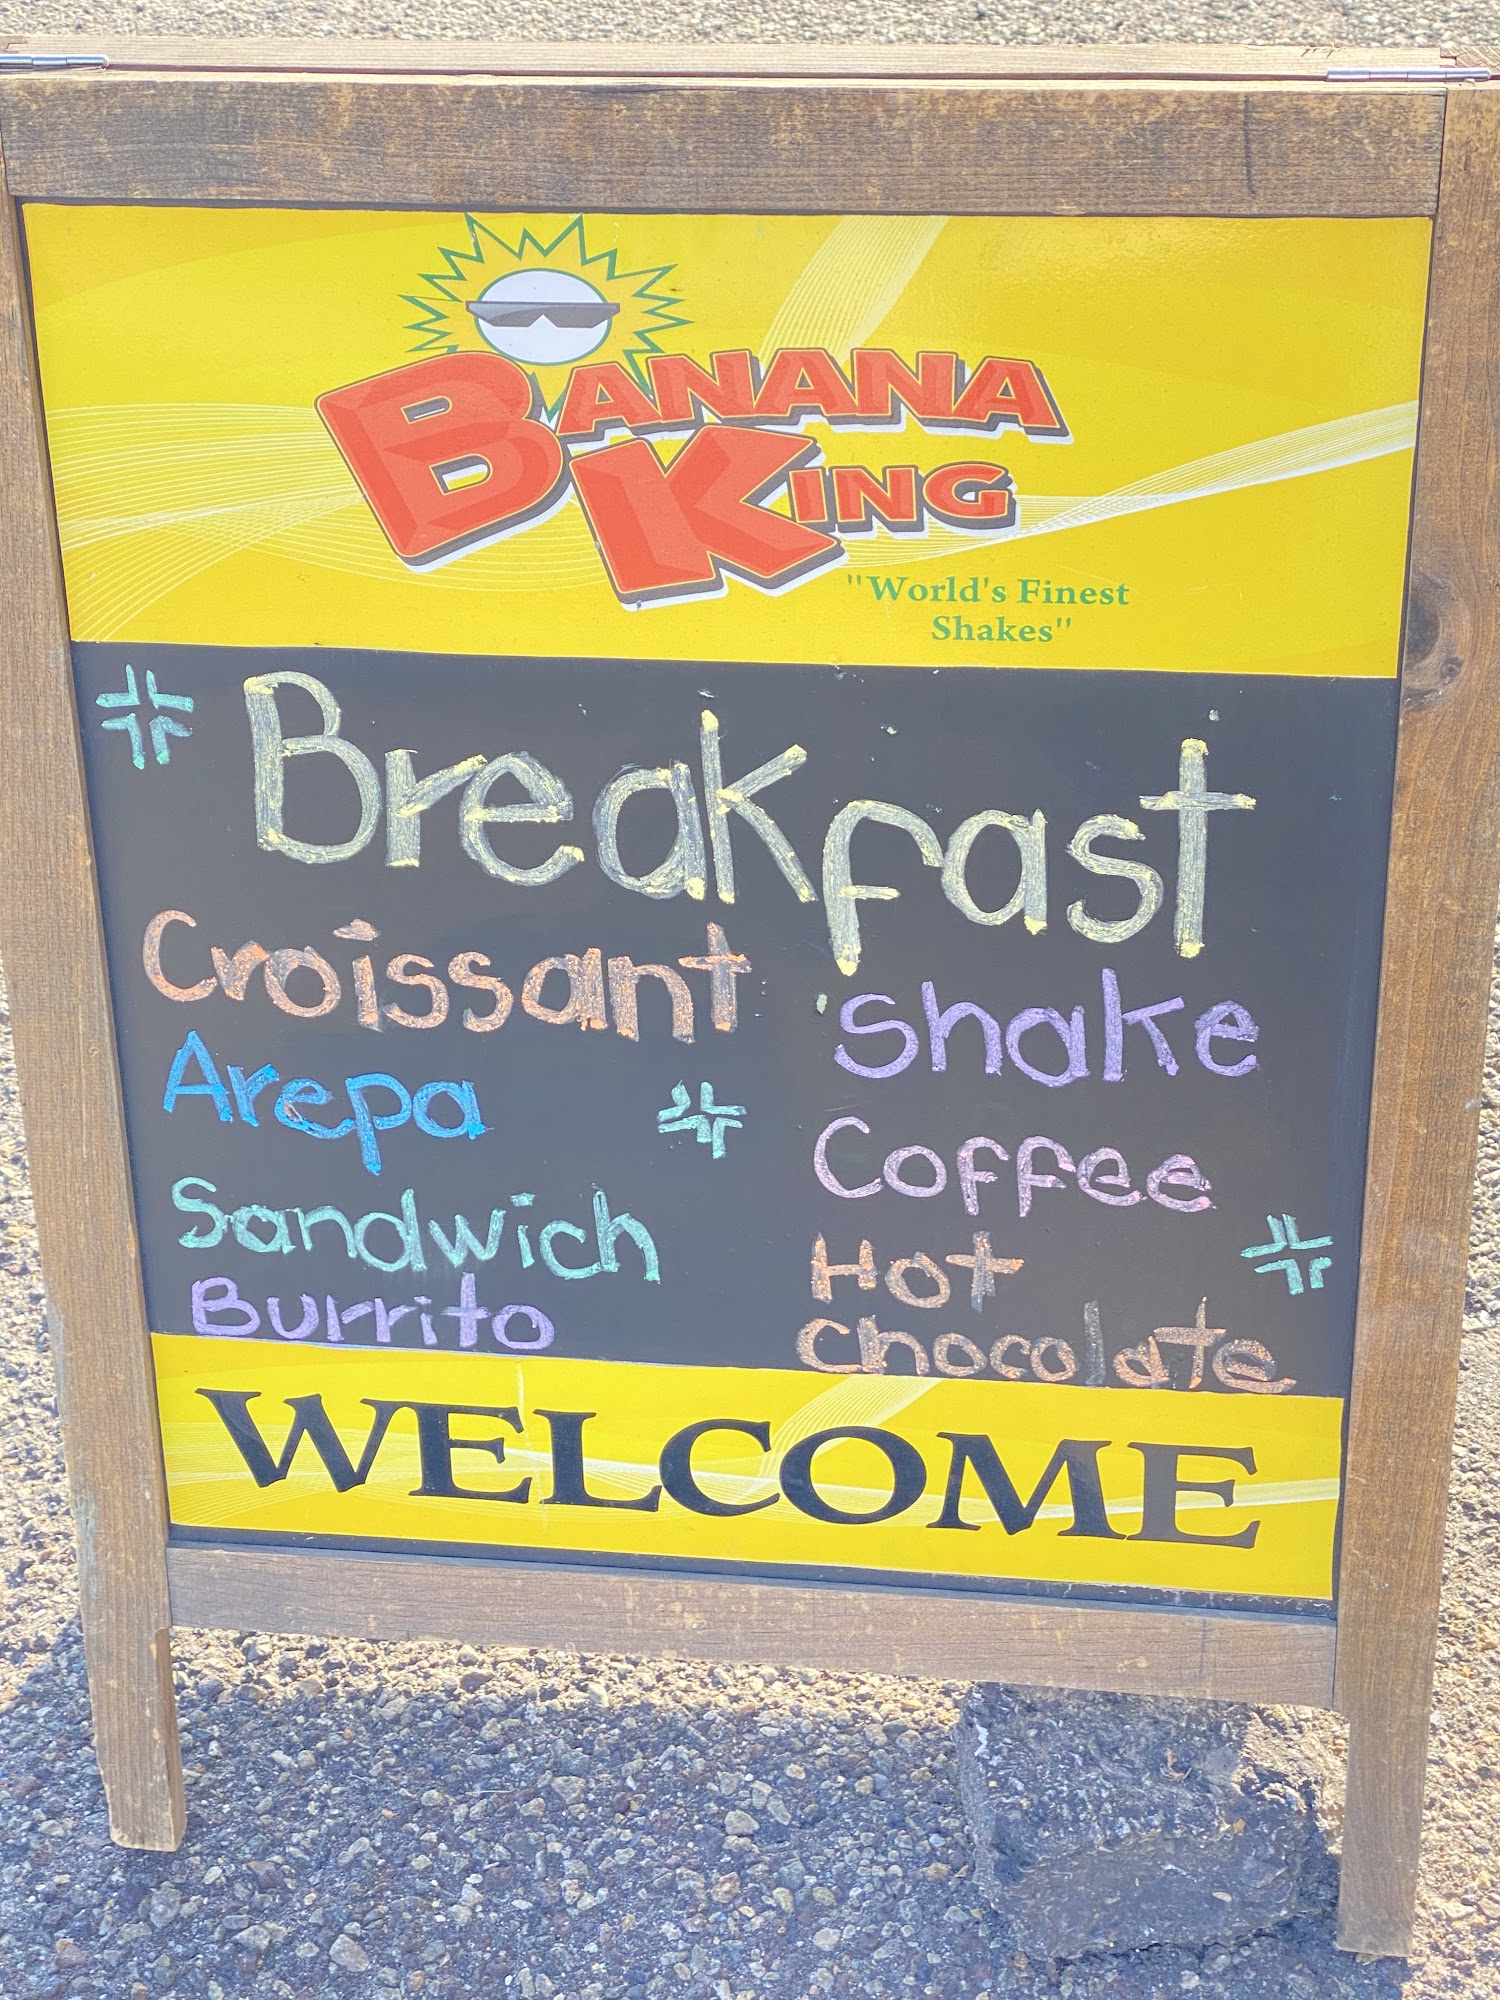 BANANA
KING
"World's Finest
Shakes"
Breakfast
Croissant
Arepa
Sandwich
Burrito
Shake
Coffee
Hot
Chocolate
WELCOME